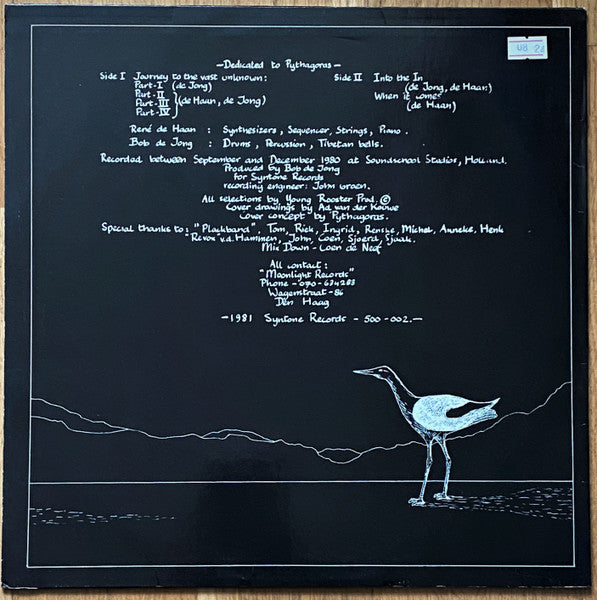 -Dedicated to Pythagoras-
Side I Journey to the vast unknown: Side II Into the In
Part-I (de Jong) (de Jong, de Haan)
Part-II When it comes
Part-III (de Haan, de Jong) (de Haan)
Part-IV
René de Haan : Synthesizers, Sequencer, Strings, Piano.
Bob de Jong : Drums, Percussion, Tibetan bells.
Recorded between September and December 1980 at Soundschool Studios, Holland.
Produced by Bob de Jong
for Syntone Records
recording engineer: John
All selections by Young Rooster Prod. ©
Cover drawings by Ad van der Kouwe
cover concept by Pythagoras.
Special thanks to: "Plackband", Tom, Rick, Ingrid, Renske, Michel, Anneke, Henk
"Revox v.d. Hammen, John, Coen, Sjoerd, Sjaak.
Mix Down - Coen de Neef
All contact:
"Moonlight Records"
Phone - 070 - 634283
Wagenstraat - 86
Den Haag
-1981 Syntone Records - 500-002.-